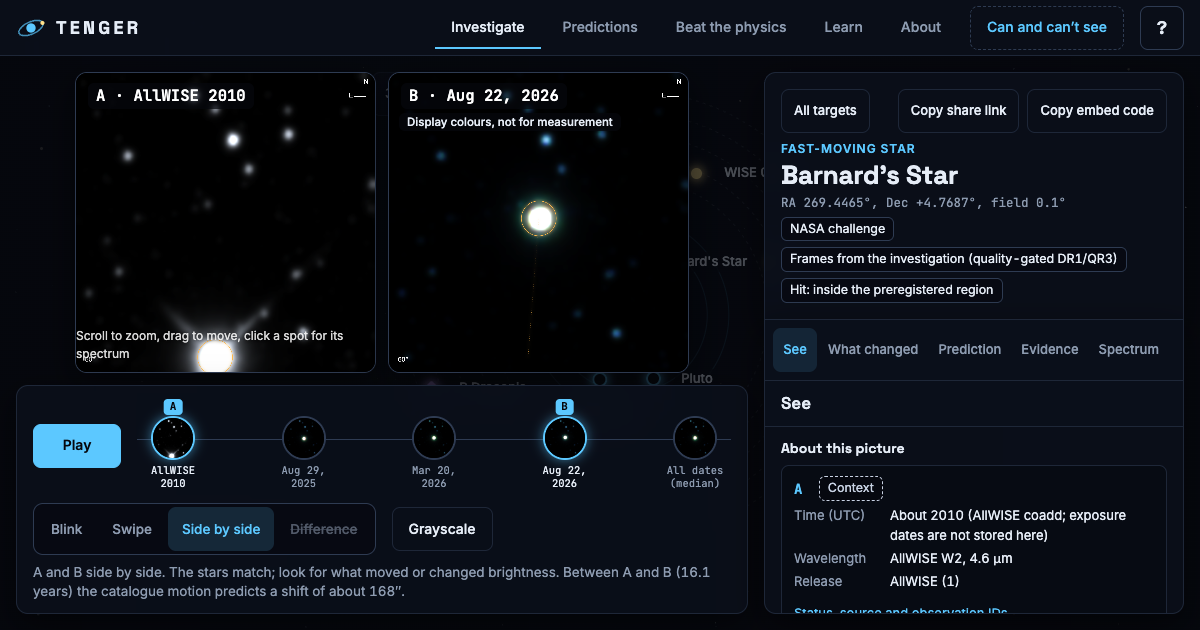 TENGER
Investigate
Predictions
Beat the physics
Learn
About
Can and can't see
?
A · AllWISE 2010
N
Scroll to zoom, drag to move, click a spot for its
spectrum
B · Aug 22, 2026
N
Display colours, not for measurement
WISE
ard's Star
Pluto
Play
A
AllWISE
2010
Aug 29,
2025
Mar 20,
2026
B
Aug 22,
2026
All dates
(median)
Blink
Swipe
Side by side
Difference
Grayscale
A and B side by side. The stars match; look for what moved or changed brightness. Between A and B (16.1
years) the catalogue motion predicts a shift of about 168″.
All targets
Copy share link
Copy embed code
FAST-MOVING STAR
Barnard's Star
RA 269.4465°, Dec +4.7687°, field 0.1°
NASA challenge
Frames from the investigation (quality-gated DR1/QR3)
Hit: inside the preregistered region
See
What changed
Prediction
Evidence
Spectrum
See
About this picture
A
Context
Time (UTC)
About 2010 (AllWISE coadd; exposure
dates are not stored here)
Wavelength
AllWISE W2, 4.6 µm
Release
AllWISE (1)
Status, source and observation IDs